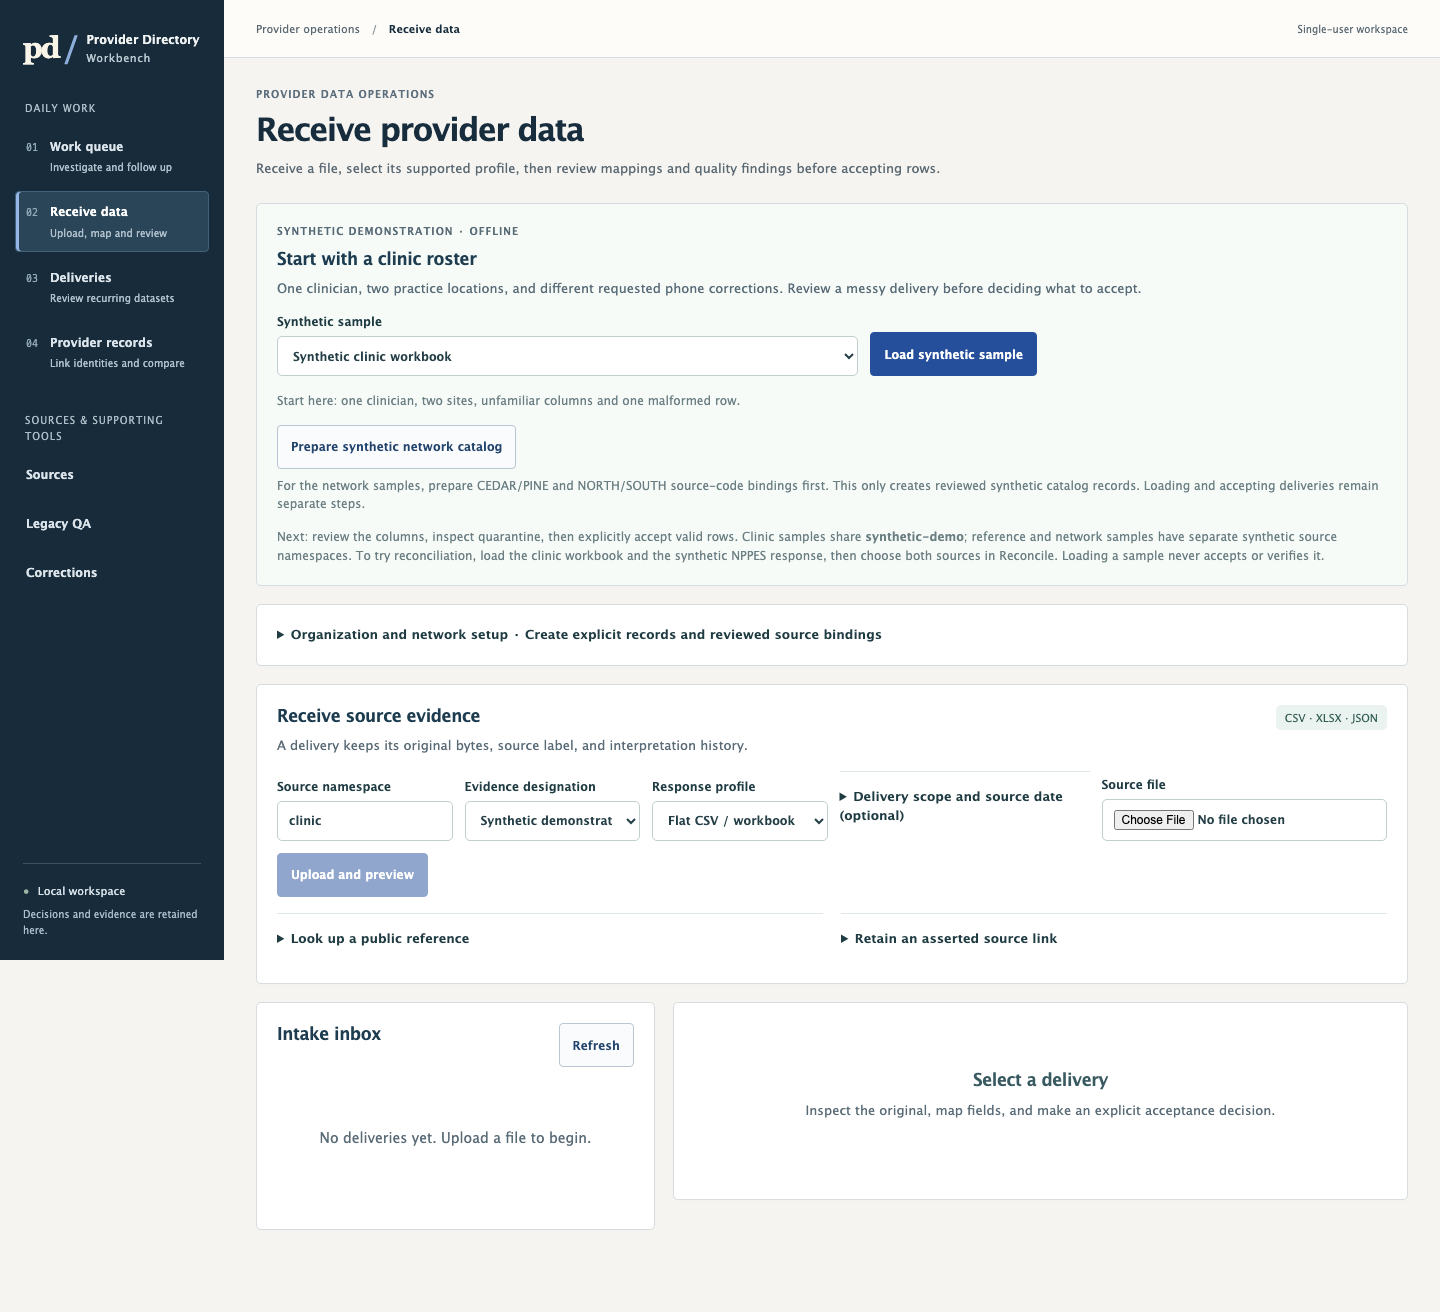 pd/ Provider Directory
Workbench
DAILY WORK
01 Work queue
Investigate and follow up
02 Receive data
Upload, map and review
03 Deliveries
Review recurring datasets
04 Provider records
Link identities and compare
SOURCES & SUPPORTING
TOOLS
Sources
Legacy QA
Corrections
Local workspace
Decisions and evidence are retained
here.
Provider operations / Receive data
Single-user workspace
PROVIDER DATA OPERATIONS
Receive provider data
Receive a file, select its supported profile, then review mappings and quality findings before accepting rows.
SYNTHETIC DEMONSTRATION · OFFLINE
Start with a clinic roster
One clinician, two practice locations, and different requested phone corrections. Review a messy delivery before deciding what to accept.
Synthetic sample
Synthetic clinic workbook
Load synthetic sample
Start here: one clinician, two sites, unfamiliar columns and one malformed row.
Prepare synthetic network catalog
For the network samples, prepare CEDAR/PINE and NORTH/SOUTH source-code bindings first. This only creates reviewed synthetic catalog records. Loading and accepting deliveries remain
separate steps.
Next: review the columns, inspect quarantine, then explicitly accept valid rows. Clinic samples share synthetic-demo; reference and network samples have separate synthetic source
namespaces. To try reconciliation, load the clinic workbook and the synthetic NPPES response, then choose both sources in Reconcile. Loading a sample never accepts or verifies it.
Organization and network setup · Create explicit records and reviewed source bindings
Receive source evidence
CSV · XLSX · JSON
A delivery keeps its original bytes, source label, and interpretation history.
Source namespace
clinic
Evidence designation
Synthetic demonstrat
Response profile
Flat CSV / workbook
Delivery scope and source date
(optional)
Source file
Choose File No file chosen
Upload and preview
Look up a public reference
Retain an asserted source link
Intake inbox
Refresh
No deliveries yet. Upload a file to begin.
Select a delivery
Inspect the original, map fields, and make an explicit acceptance decision.